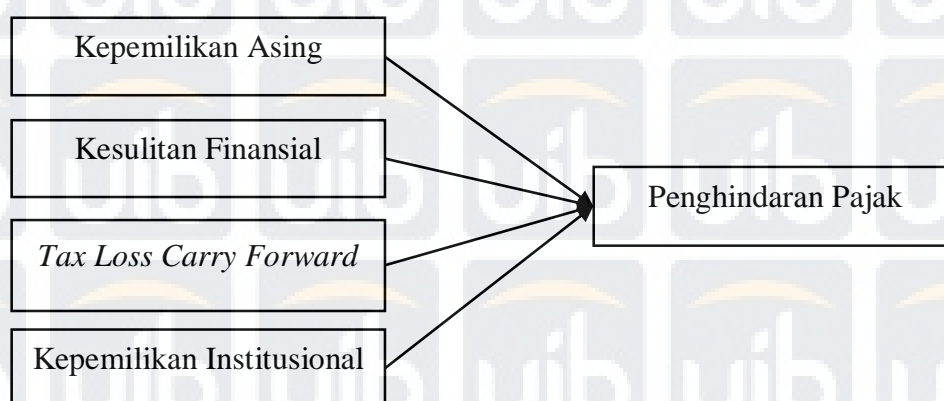 Kepemilikan Asing
Kesulitan Finansial
Tax Loss Carry Forward
Kepemilikan Institusional
Penghindaran Pajak